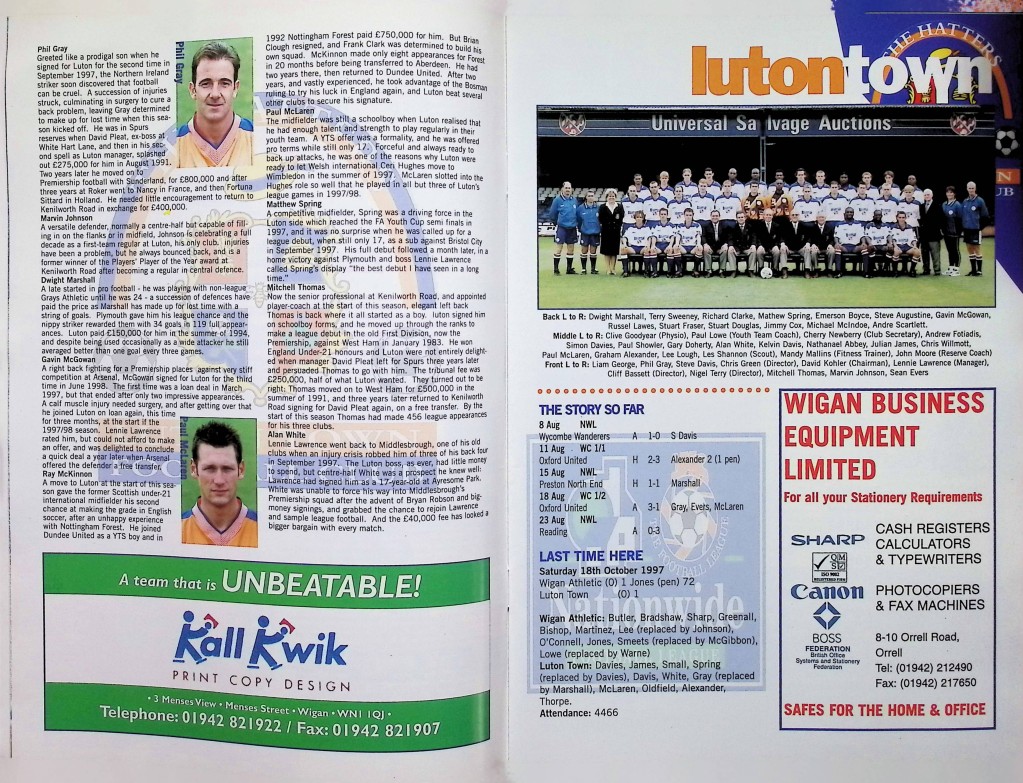 Phil Gray
Greeted like a prodigal son when he
signed for Luton for the second time in
September 1997, the Northern Ireland
striker soon discovered that football
can be cruel. A succession of injuries
struck, culminating in surgery to cure a
back problem, leaving Gray determined
to make up for lost time when this sea-
son kicked off. He was in Spurs
reserves when David Pleat, ex-boss at
White Hart Lane, and then in his sec-
ond spell as Luton manager, splashed
out £275,000 for him in August 1991.
Two years later he moved to
Premiership football with Sunderland, for £800,000 and after
three years at Roker went to Nancy in France, and then Fortuna
Sittard in Holland. He needed little encouragement to return to
Kenilworth Road in exchange for £400,000.
Marvin Johnson
A versatile defender, normally a centre-half but capable of fill-
ing in on the flanks or in midfield, Johnson is celebrating a full
decade as a first-team regular at Luton, his only club. injuries
have been a problem, but he always bounced back, and is a
former winner of the Players' Player of the Year award at
Kenilworth Road after becoming a regular in central defence.
Dwight Marshall
A late started in pro football - he was playing with non-league
Grays Athletic until he was 24 - a succession of defences have
paid the price as Marshall has made up for lost time with a
string of goals. Plymouth gave him his league chance and the
nippy striker rewarded them with 34 goals in 119 full appear-
ances. Luton paid £150,000 for him in the summer of 1994,
and despite being used occasionally as a wide attacker he still
averaged better than one goal every three games.
Gavin McGowan
A right back fighting for a Premiership places against very stiff
competition at Arsenal, McGowan signed for Luton for the third
time in June 1998. The first time was a loan deal in March
1997, but that ended after only two impressive appearances.
A calf muscle injury needed surgery, and after getting over that
he joined Luton on loan again, this time
for three months, at the start if the
1997/98 season. Lennie Lawrence
rated him, but could not afford to make
an offer, and was delighted to conclude
a quick deal a year later when Arsenal
offered the defender a free transfer.
Ray McKinnon
A move to Luton at the start of this sea-
son gave the former Scottish under-21
international midfielder his second
chance at making the grade in English
soccer, after an unhappy experience
with Nottingham Forest. He joined
Dundee United as a YTS boy and in
Phil Gray
Paul McLaren
1992 Nottingham Forest paid £750,000 for him. But Brian
Clough resigned, and Frank Clark was determined to build his
own squad. McKinnon made only eight appearances for Forest
in 20 months before being transferred to Aberdeen. He had
two years there, then returned to Dundee United. After two
years, and vastly experienced, he took advantage of the Bosman
ruling to try his luck in England again, and Luton beat several
other clubs to secure his signature.
Paul McLaren
The midfielder was still a schoolboy when Luton realised that
he had enough talent and strength to play regularly in their
youth team. A YTS offer was a formality, and he was offered
pro terms while still only 17. Forceful and always ready to
back up attacks, he was one of the reasons why Luton were
ready to let Welsh international Ceri Hughes move to
Wimbledon in the summer of 1997. McLaren slotted into the
Hughes role so well that he played in all but three of Luton's
league games in 1997/98.
Matthew Spring
A competitive midfielder, Spring was a driving force in the
Luton side which reached the FA Youth Cup semi finals in
1997, and it was no surprise when he was called up for a
league debut, when still only 17, as a sub against Bristol City
in September 1997. His full debut followed a month later, in a
home victory against Plymouth and boss Lennie Lawrence
called Spring's display "the best debut I have seen in a long
time."
Mitchell Thomas
Now the senior professional at Kenilworth Road, and appointed
player-coach at the start of this season, elegant left back
Thomas is back where it all started as a boy. luton signed him
on schoolboy forms, and he moved up through the ranks to
make a league debut in the old First Division, now the
Premiership, against West Ham in January 1983. He won
England Under-21 honours and Luton were not entirely delight-
ed when manager David Pleat left for Spurs three years later
and persuaded Thomas to go with him. The tribunal fee was
£250,000, half of what Luton wanted. They turned out to be
right: Thomas moved on to West Ham for £500,000 in the
summer of 1991, and three years later returned to Kenilworth
Road signing for David Pleat again, on a free transfer. By the
start of this season Thomas had made 456 league appearances
for his three clubs.
Alan White
Lennie Lawrence went back to Middlesbrough, one of his old
clubs when an injury crisis robbed him of three of his back four
in September 1997. The Luton boss, as ever, had little money
to spend, but centre-half White was a prospect he knew well:
Lawrence had signed him as a 17-year-old at Ayresome Park.
White was unable to force his way into Middlesbrough's
Premiership squad after the advent of Bryan Robson and big-
money signings, and grabbed the chance to rejoin Lawrence
and sample league football. And the £40,000 fee has looked a
bigger bargain with every match.
A team that is UNBEATABLE!
Kall Kwik
PRINT COPY DESIGN
• 3 Menses View • Menses Street • Wigan • WN1 1QJ •
Telephone: 01942 821922 / Fax: 01942 821907
lutontown
THE HATTERS
Universal Salvage Auctions
Back L to R: Dwight Marshall, Terry Sweeney, Richard Clarke, Mathew Spring, Emerson Boyce, Steve Augustine, Gavin McGowan,
Russel Lawes, Stuart Fraser, Stuart Douglas, Jimmy Cox, Michael McIndoe, Andre Scarlett.
Middle L to R: Clive Goodyear (Physio), Paul Lowe (Youth Team Coach), Cherry Newberry (Club Secretary), Andrew Fotiadis,
Simon Davies, Paul Showler, Gary Doherty, Alan White, Kelvin Davis, Nathanael Abbey, Julian James, Chris Willmott,
Paul McLaren, Graham Alexander, Lee Lough, Les Shannon (Scout), Mandy Mallins (Fitness Trainer), John Moore (Reserve Coach)
Front L to R: Liam George, Phil Gray, Steve Davis, Chris Green (Director), David Kohler (Chairman), Lennie Lawrence (Manager),
Cliff Bassett (Director), Nigel Terry (Director), Mitchell Thomas, Marvin Johnson, Sean Evers
THE STORY SO FAR
8 Aug NWL
Wycombe Wanderers A 1-0 S Davis
11 Aug WC 1/1
Oxford United H 2-3 Alexander 2 (1 pen)
15 Aug NWL
Preston North End H 1-1 Marshall
18 Aug WC 1/2
Oxford United A 3-1 Gray, Evers, McLaren
23 Aug NWL
Reading A 0-3
LAST TIME HERE
Saturday 18th October 1997
Wigan Athletic (0) 1 Jones (pen) 72
Luton Town (0) 1
Wigan Athletic: Butler, Bradshaw, Sharp, Greenall,
Bishop, Martinez, Lee (replaced by Johnson),
O'Connell, Jones, Smeets (replaced by McGibbon),
Lowe (replaced by Warne)
Luton Town: Davies, James, Small, Spring
(replaced by Davies), Davis, White, Gray (replaced
by Marshall), McLaren, Oldfield, Alexander,
Thorpe.
Attendance: 4466
Nationwide
LEAGUE
THE FOOTBALL LEAGUE
WIGAN BUSINESS
EQUIPMENT
LIMITED
For all your Stationery Requirements
SHARP
ISO 9002
REGISTERED FIRM
Canon
BOSS
FEDERATION
British Office
Systems and Stationery
Federation
CASH REGISTERS
CALCULATORS
& TYPEWRITERS
PHOTOCOPIERS
& FAX MACHINES
8-10 Orrell Road,
Orrell
Tel: (01942) 212490
Fax: (01942) 217650
SAFES FOR THE HOME & OFFICE